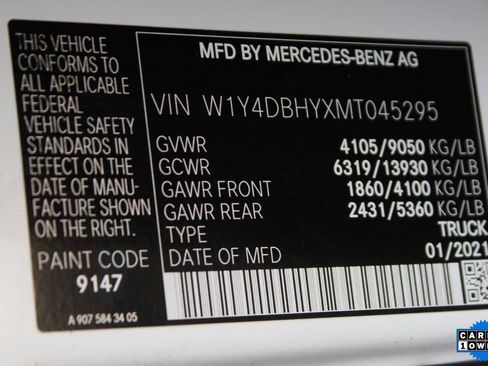 THIS VEHICLE
CONFORMS TO
ALL
APPLICABLE
FEDERAL
MOTOR
VEHICLE SAFETY
STANDARDS IN
EFFECT ON THE
DATE OF MANU-
FACTURE SHOWN
ON THE RIGHT.
PAINT CODE
9147
A 907 584 34 05
MFD BY MERCEDES-BENZ AG
VIN W1Y4DBHYXMT045295
GVWR 4105/9050 KG/LB
GCWR 6319/13930 KG/LB
GAWR FRONT 1860/4100 KG/LB
GAWR REAR 2431/5360 KG/LB
TYPE TRUCK
DATE OF MFD 01/2021
1